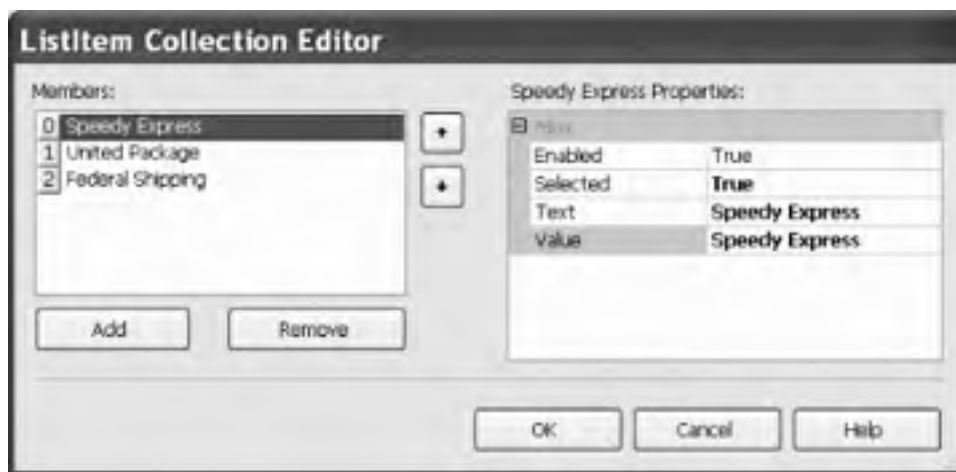 ListItem Collection Editor
Members:
0 Speedy Express
1 United Package
2 Federal Shipping
Add
Remove
Speedy Express Properties:
Misc
Enabled True
Selected True
Text Speedy Express
Value Speedy Express
OK
Cancel
Help